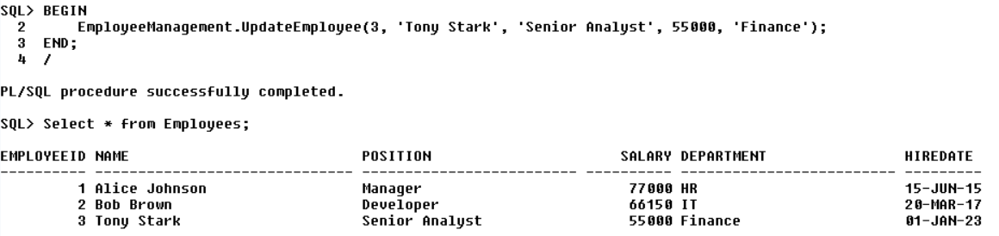 SQL> BEGIN
  2      EmployeeManagement.UpdateEmployee(3, 'Tony Stark', 'Senior Analyst', 55000, 'Finance');
  3  END;
  4  /
PL/SQL procedure successfully completed.
SQL> Select * from Employees;
EMPLOYEEID NAME                           POSITION                      SALARY DEPARTMENT                HIREDATE
---------- ------------------------------ ------------------------- ---------- ------------------------- ---------
         1 Alice Johnson                  Manager                        77000 HR                        15-JUN-15
         2 Bob Brown                      Developer                      66150 IT                        20-MAR-17
         3 Tony Stark                     Senior Analyst                 55000 Finance                   01-JAN-23